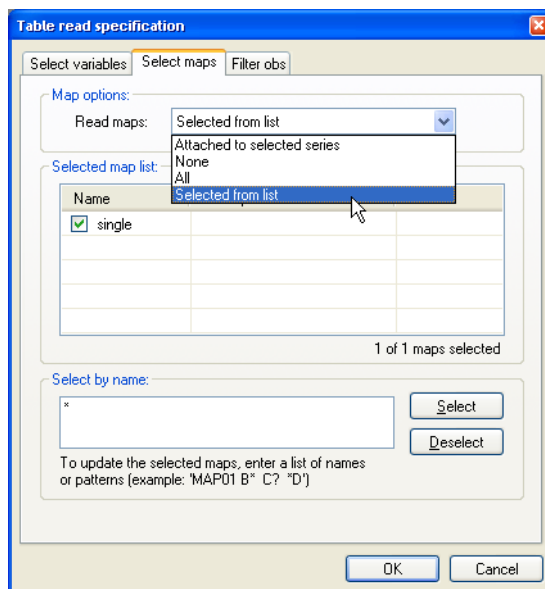 Table read specification
Select variables Select maps Filter obs
Map options:
Read maps: Selected from list
Attached to selected series
None
All
Selected from list
Selected map list:
Name
single
1 of 1 maps selected
Select by name:
*
Select
Deselect
To update the selected maps, enter a list of names
or patterns (example: 'MAP01 B* C? *D')
OK Cancel